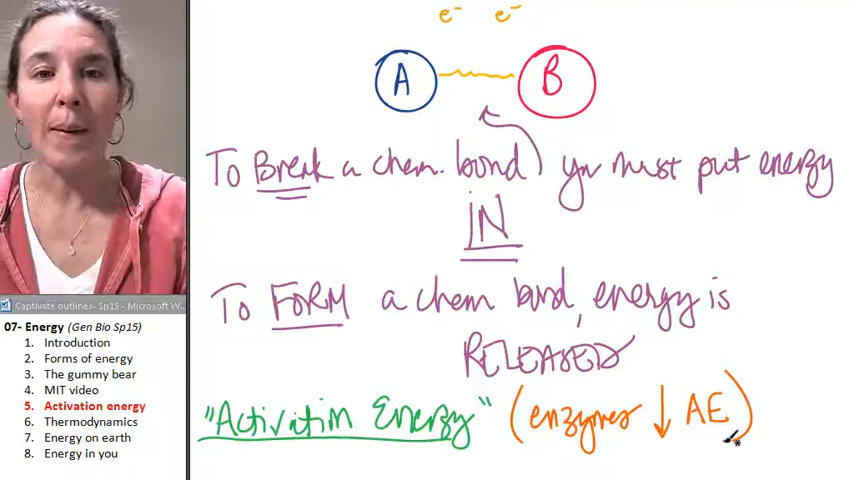 e⁻ e⁻
A B
To Break a chem. bond, you must put energy
IN
To FORM a chem bond, energy is
RELEASED
"Activation Energy" (enzymes ↓ AE)
Captivate outlines- Sp15 - Microsoft W...
07- Energy (Gen Bio Sp15)
1. Introduction
2. Forms of energy
3. The gummy bear
4. MIT video
5. Activation energy
6. Thermodynamics
7. Energy on earth
8. Energy in you